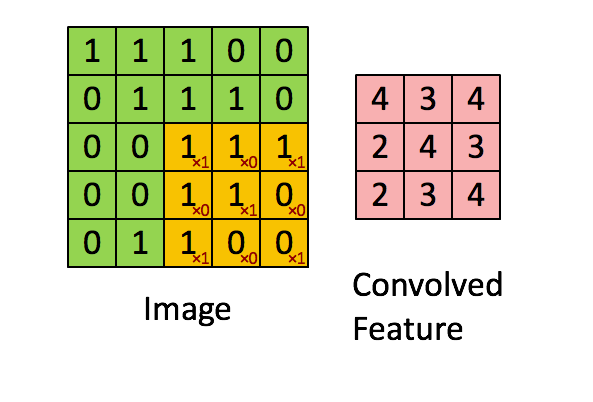 1 1 1 0 0
0 1 1 1 0
0 0 1×1 1×0 1×1
0 0 1×0 1×1 0×0
0 1 1×1 0×0 0×1
Image
4 3 4
2 4 3
2 3 4
Convolved
Feature